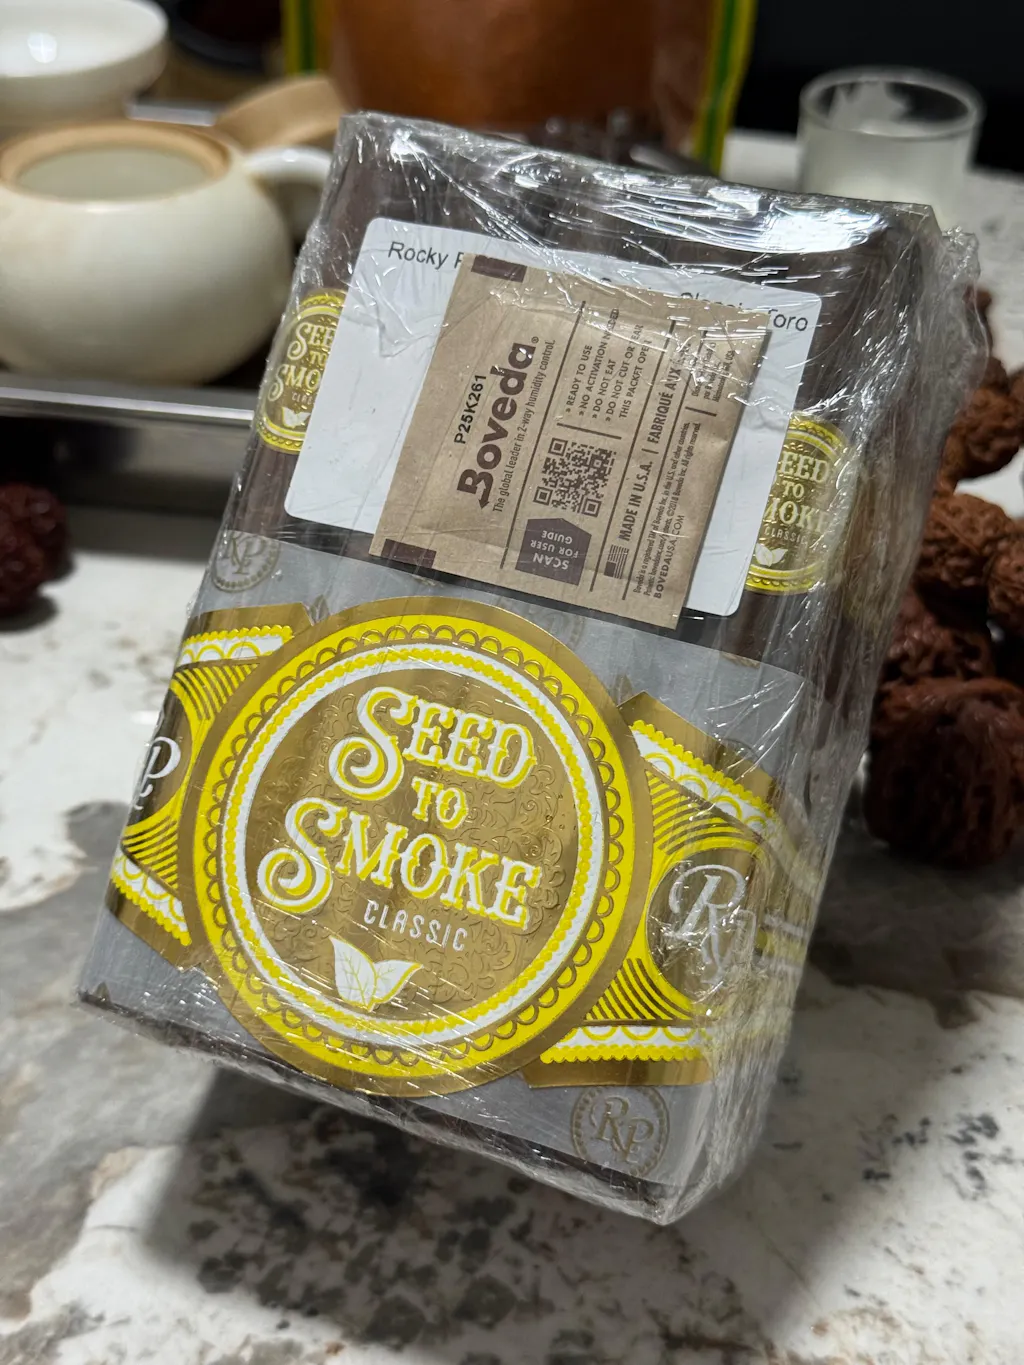 Rocky
Classic Toro
P25K261
Boveda®
The global leader in 2-way humidity control.
» READY TO USE
» NO ACTIVATION NEEDED
» DO NOT EAT
» DO NOT CUT OR TEAR
THIS PACKET OPEN
SCAN
FOR USER
GUIDE
MADE IN U.S.A. | FABRIQUÉ AUX
BOVEDAUSA.COM
SEED
TO
SMOKE
CLASSIC
SEED
TO
SMOKE
CLASSIC
RP
SEED
TO
SMOKE
CLASSIC
RP
RP
RP